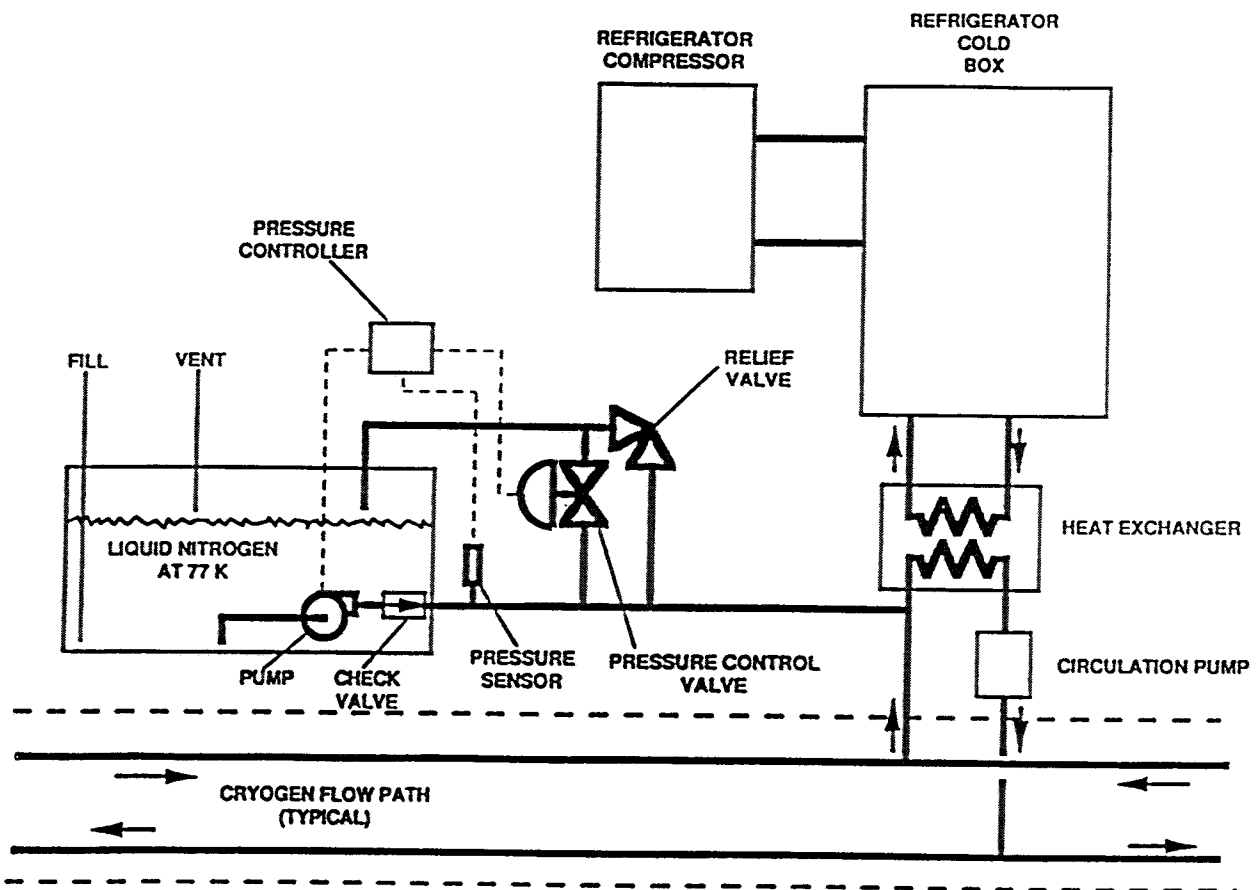 REFRIGERATOR
COMPRESSOR
REFRIGERATOR
COLD
BOX
PRESSURE
CONTROLLER
FILL
VENT
RELIEF
VALVE
LIQUID NITROGEN
AT 77 K
HEAT EXCHANGER
PUMP
CHECK
VALVE
PRESSURE
SENSOR
PRESSURE CONTROL
VALVE
CIRCULATION PUMP
CRYOGEN FLOW PATH
(TYPICAL)